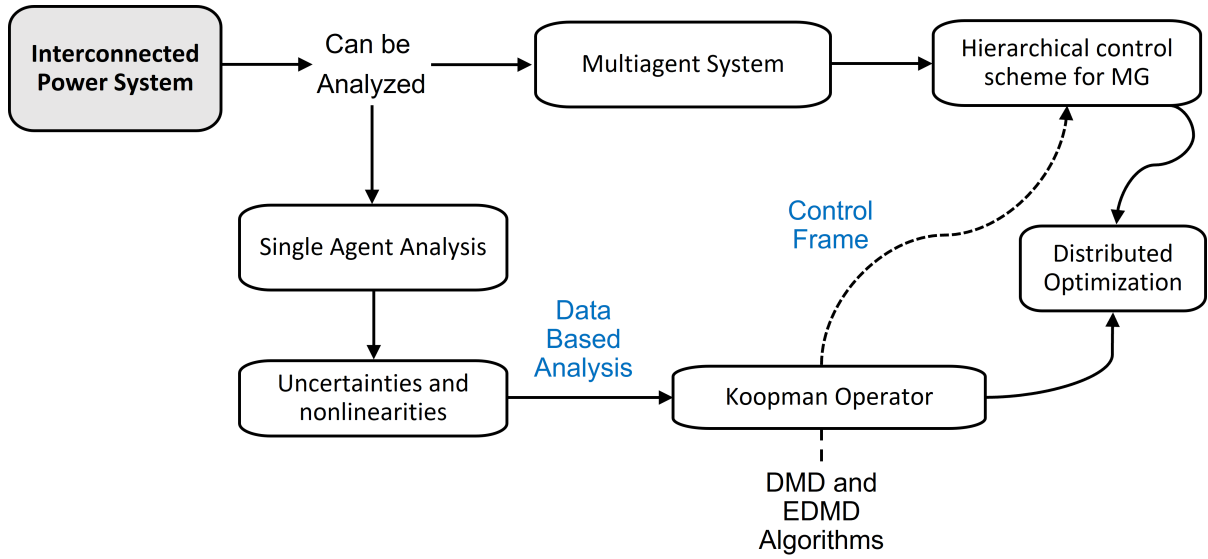 Interconnected
Power System
Can be
Analyzed
Multiagent System
Hierarchical control
scheme for MG
Single Agent Analysis
Control
Frame
Distributed
Optimization
Data
Based
Analysis
Uncertainties and
nonlinearities
Koopman Operator
DMD and
EDMD
Algorithms